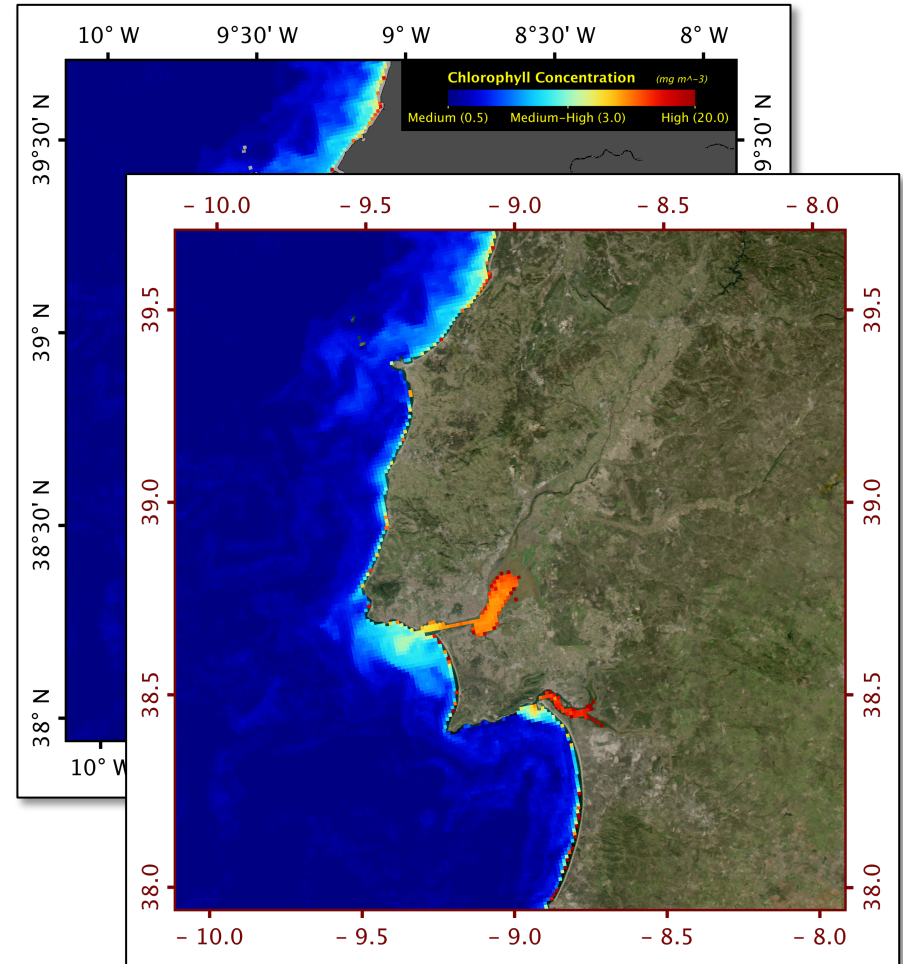 10° W 9°30' W 9° W 8°30' W 8° W
Chlorophyll Concentration (mg m^-3)
Medium (0.5) Medium-High (3.0) High (20.0)
39°30' N
9°30' N
39° N
38°30' N
38° N
10° W
- 10.0 - 9.5 - 9.0 - 8.5 - 8.0
39.5 39.5
39.0 39.0
38.5 38.5
38.0 38.0
- 10.0 - 9.5 - 9.0 - 8.5 - 8.0